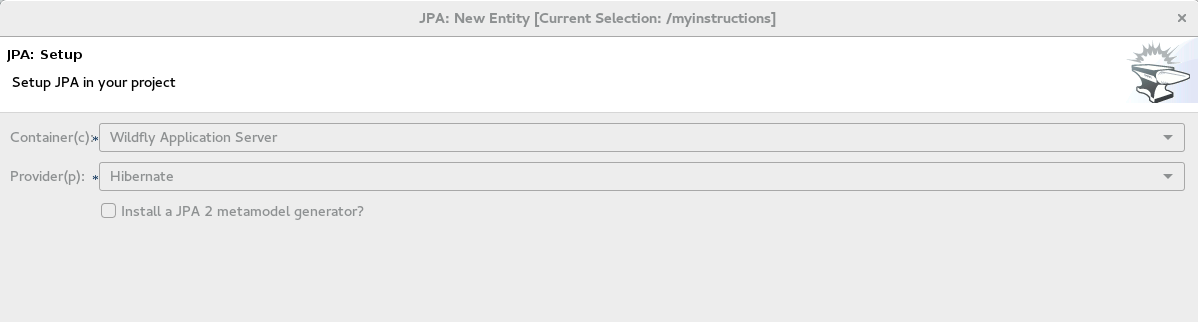 JPA: New Entity [Current Selection: /myinstructions]
JPA: Setup
Setup JPA in your project
Container(c):* Wildfly Application Server
Provider(p): * Hibernate
Install a JPA 2 metamodel generator?